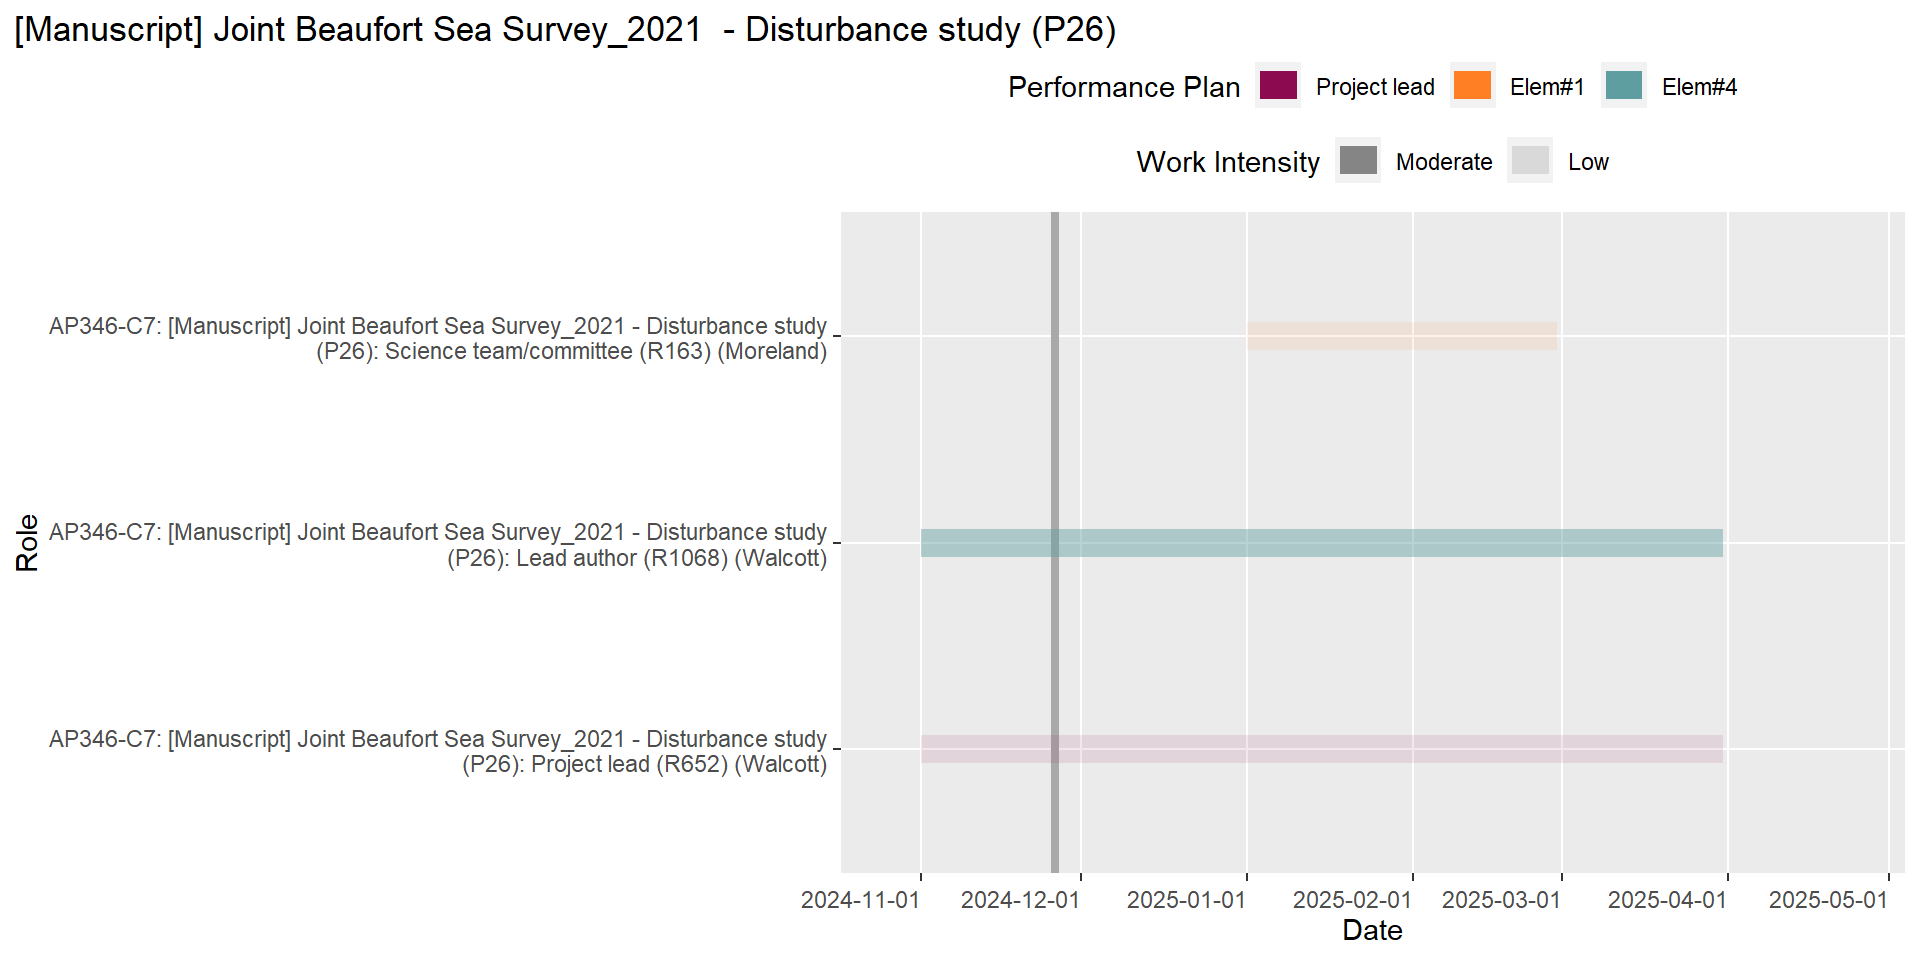 [Manuscript] Joint Beaufort Sea Survey_2021  - Disturbance study (P26)
Performance Plan Project lead Elem#1 Elem#4
Work Intensity Moderate Low
AP346-C7: [Manuscript] Joint Beaufort Sea Survey_2021 - Disturbance study
(P26): Science team/committee (R163) (Moreland)
Role
AP346-C7: [Manuscript] Joint Beaufort Sea Survey_2021 - Disturbance study
(P26): Lead author (R1068) (Walcott)
AP346-C7: [Manuscript] Joint Beaufort Sea Survey_2021 - Disturbance study
(P26): Project lead (R652) (Walcott)
2024-11-01 2024-12-01 2025-01-01 2025-02-01 2025-03-01 2025-04-01 2025-05-01
Date